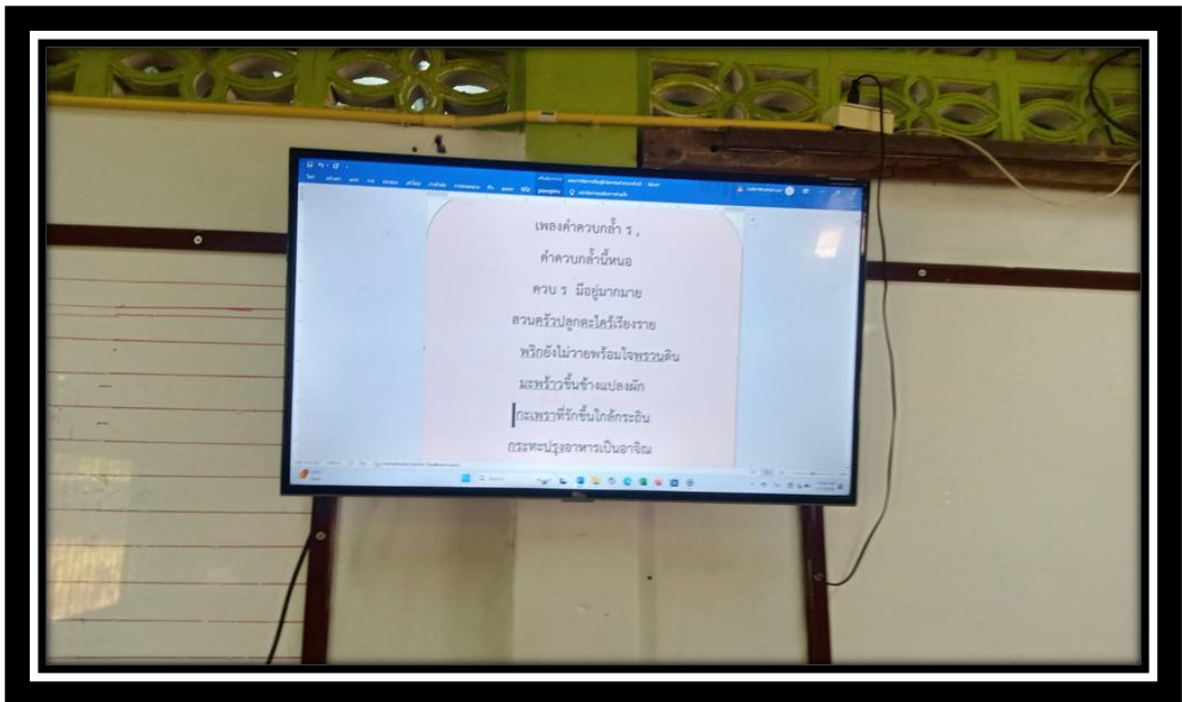 เพลงคำควบกล้ำ ร ,
คำควบกล้ำนี้หนอ
ควบ ร มีอยู่มากมาย
สวนครัวปลูกตะไคร้เรียงราย
พริกยังไม่วายพร้อมใจพรวนดิน
มะพร้าวขึ้นข้างแปลงผัก
กะเพราที่รักขึ้นใกล้กระถิน
กระทะปรุงอาหารเป็นอาจิณ